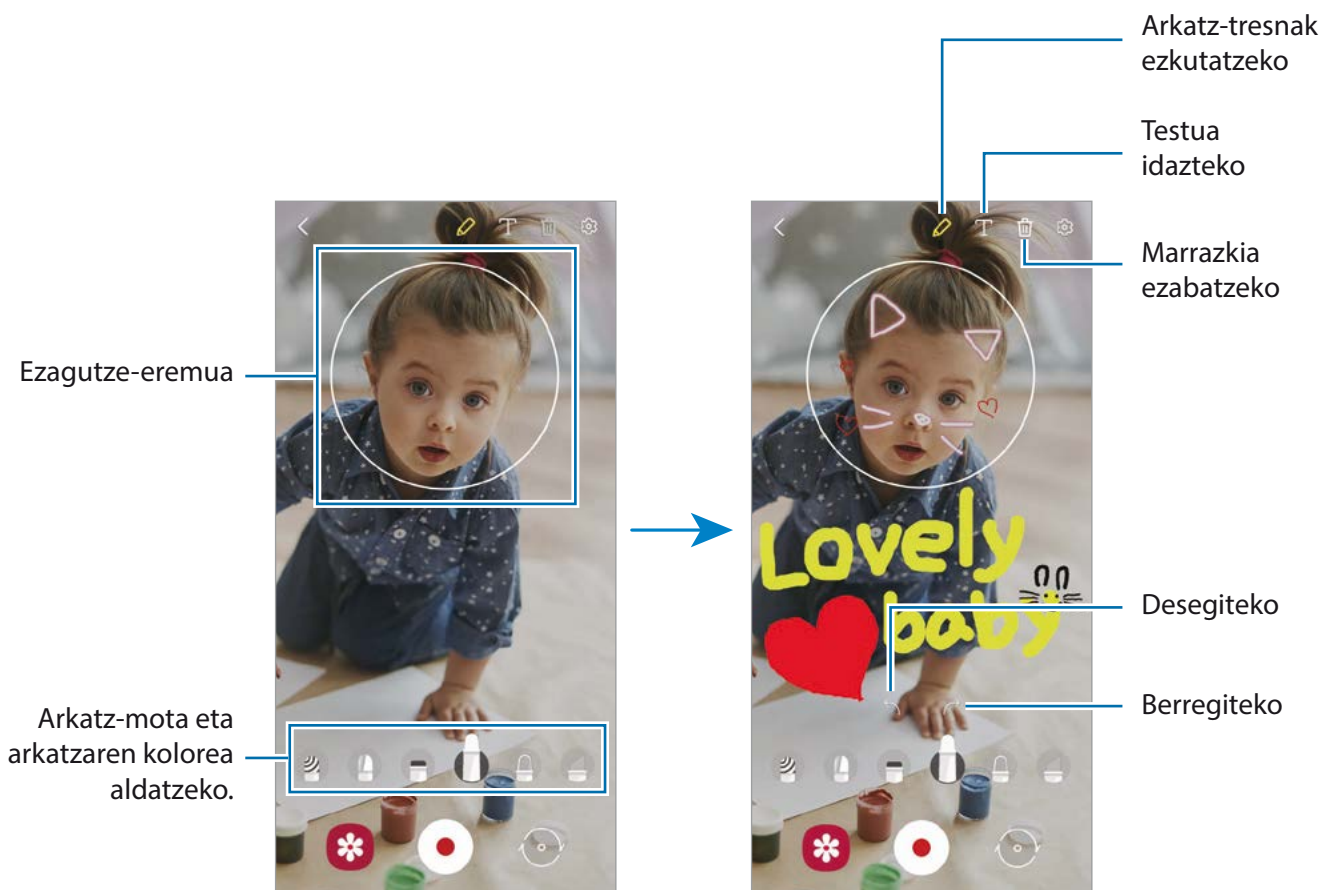 Arkatz-tresnak
ezkutatzeko
Testua
idazteko
Marrazkia
ezabatzeko
Ezagutze-eremua
Lovely
baby
Desegiteko
Berregiteko
Arkatz-mota eta
arkatzaren kolorea
aldatzeko.